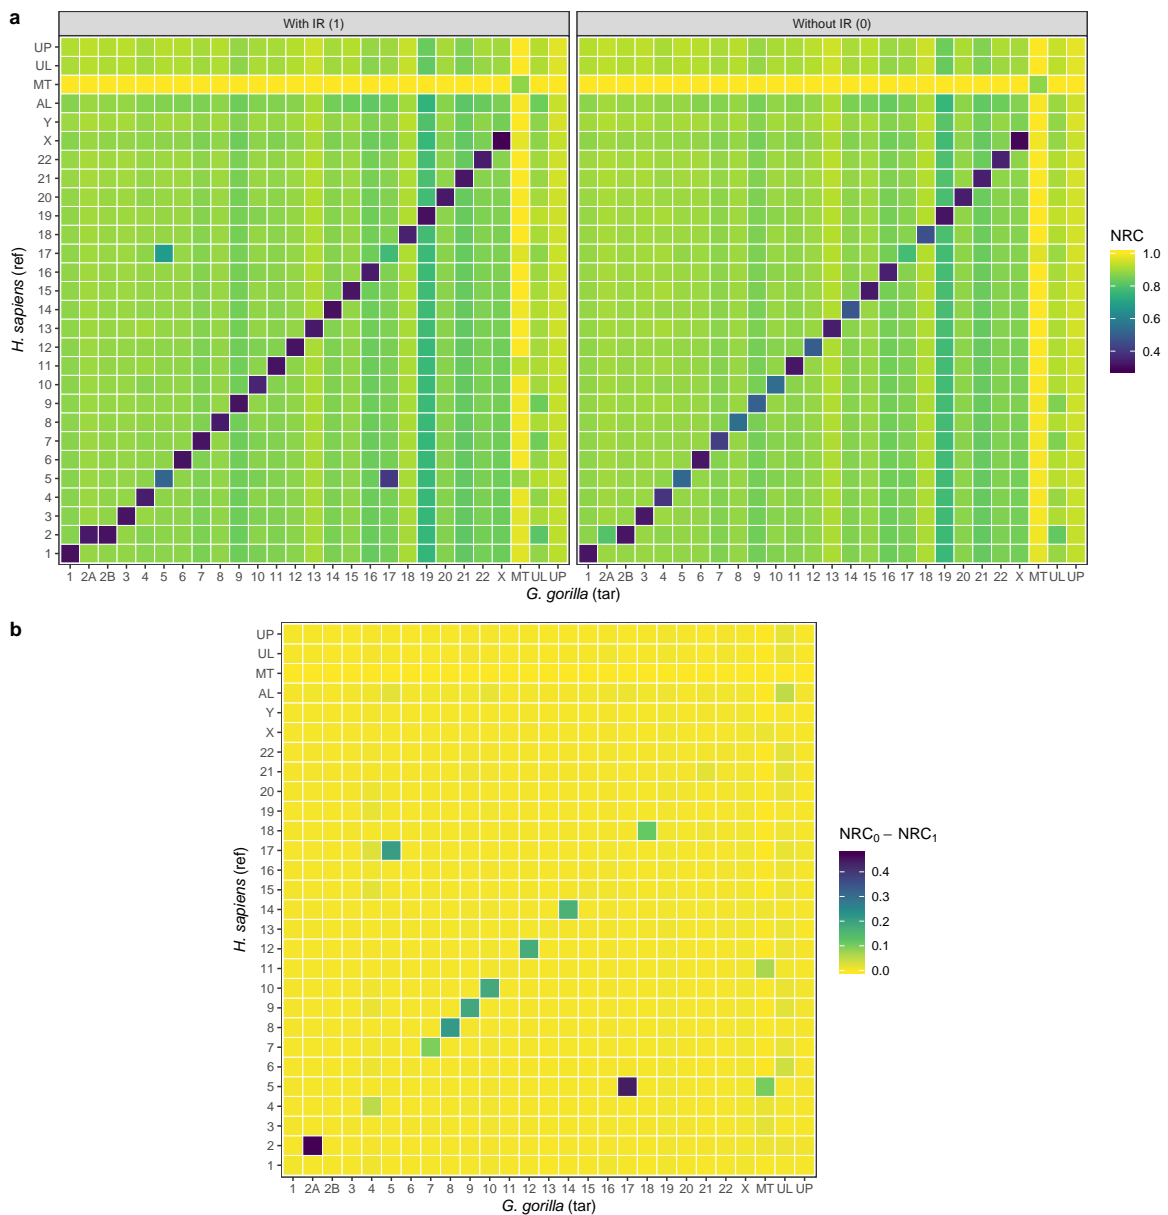 a
With IR (1)
Without IR (0)
UP
UL
MT
AL
Y
X
22
21
20
19
18
17
16
15
14
13
12
11
10
9
8
7
6
5
4
3
2
1
H. sapiens (ref)
1 2A 2B 3 4 5 6 7 8 9 10 11 12 13 14 15 16 17 18 19 20 21 22 X MT UL UP
1 2A 2B 3 4 5 6 7 8 9 10 11 12 13 14 15 16 17 18 19 20 21 22 X MT UL UP
G. gorilla (tar)
NRC
1.0
0.8
0.6
0.4
b
UP
UL
MT
AL
Y
X
22
21
20
19
18
17
16
15
14
13
12
11
10
9
8
7
6
5
4
3
2
1
H. sapiens (ref)
1 2A 2B 3 4 5 6 7 8 9 10 11 12 13 14 15 16 17 18 19 20 21 22 X MT UL UP
G. gorilla (tar)
NRC₀ − NRC₁
0.4
0.3
0.2
0.1
0.0